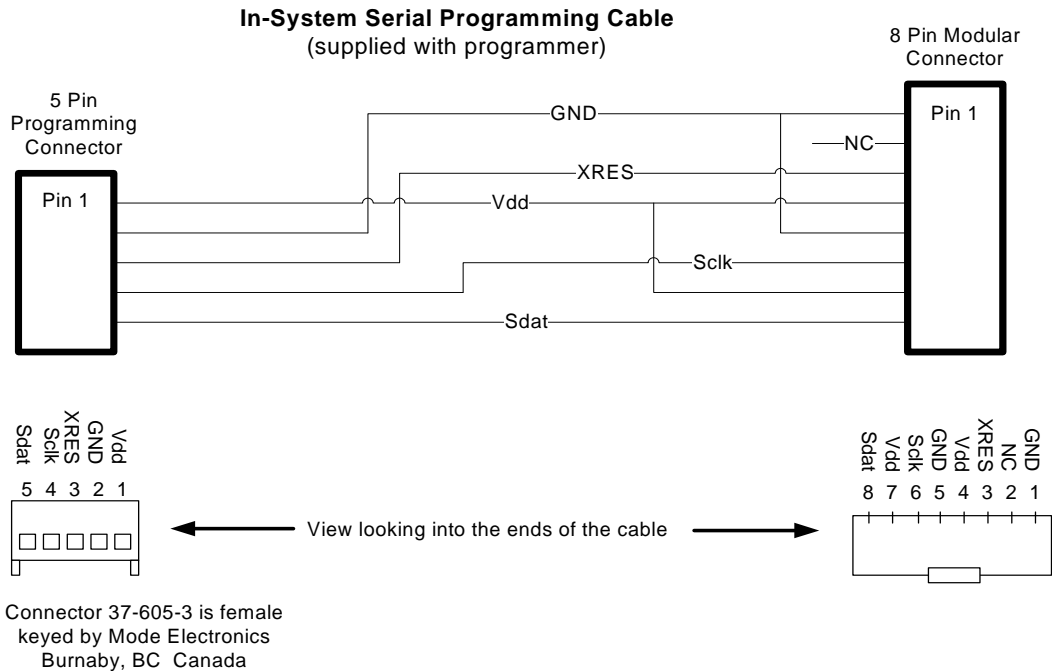 In-System Serial Programming Cable
(supplied with programmer)
8 Pin Modular
Connector
5 Pin
Programming
Connector
Pin 1
Pin 1
GND
NC
XRES
Vdd
Sclk
Sdat
Sdat Sclk XRES GND Vdd
5 4 3 2 1
Sdat Vdd Sclk GND Vdd XRES NC GND
8 7 6 5 4 3 2 1
View looking into the ends of the cable
Connector 37-605-3 is female
keyed by Mode Electronics
Burnaby, BC Canada